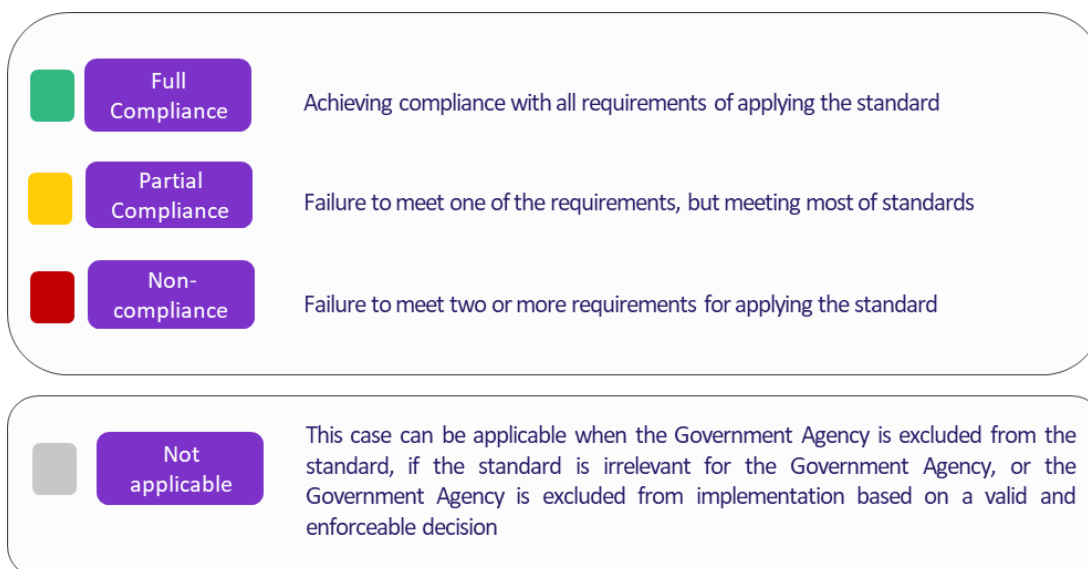 Full
Compliance
Achieving compliance with all requirements of applying the standard
Partial
Compliance
Failure to meet one of the requirements, but meeting most of standards
Non-
compliance
Failure to meet two or more requirements for applying the standard
Not
applicable
This case can be applicable when the Government Agency is excluded from the
standard, if the standard is irrelevant for the Government Agency, or the
Government Agency is excluded from implementation based on a valid and
enforceable decision